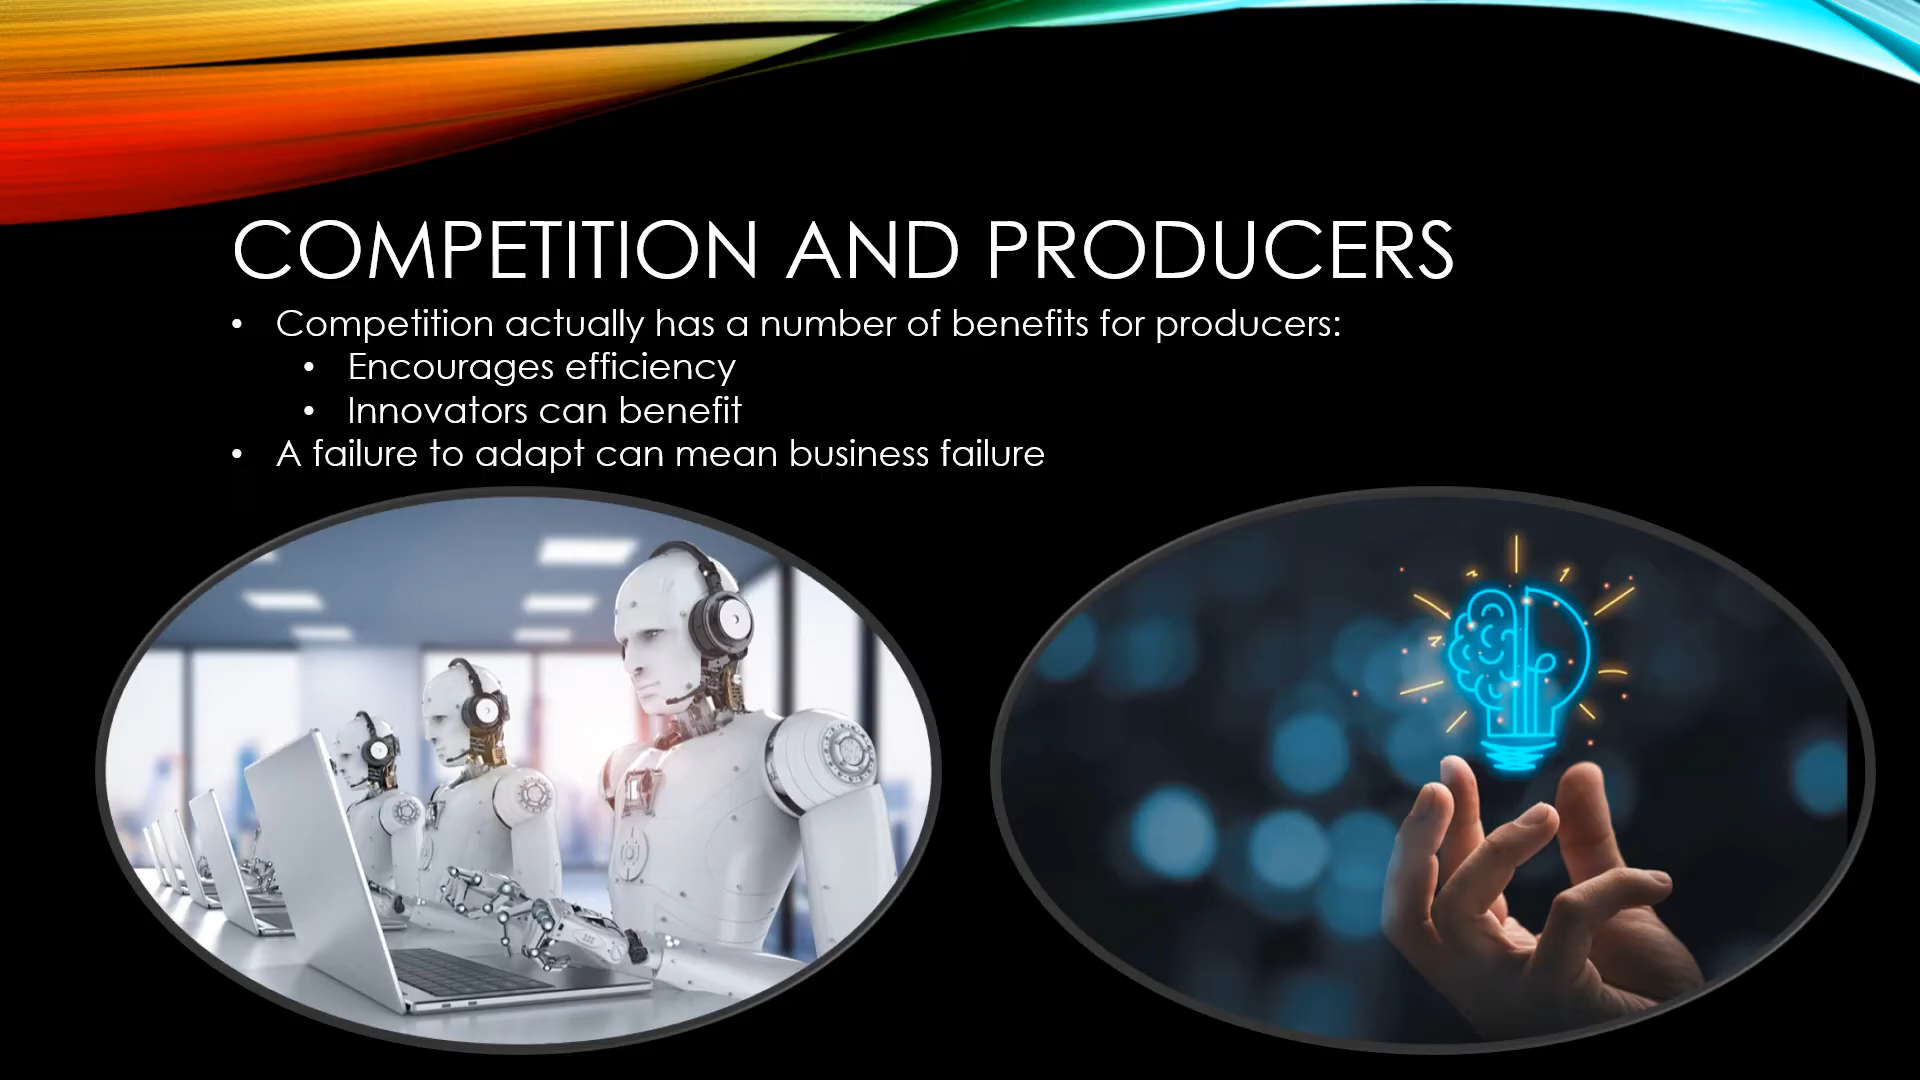 COMPETITION AND PRODUCERS
• Competition actually has a number of benefits for producers:
• Encourages efficiency
• Innovators can benefit
• A failure to adapt can mean business failure